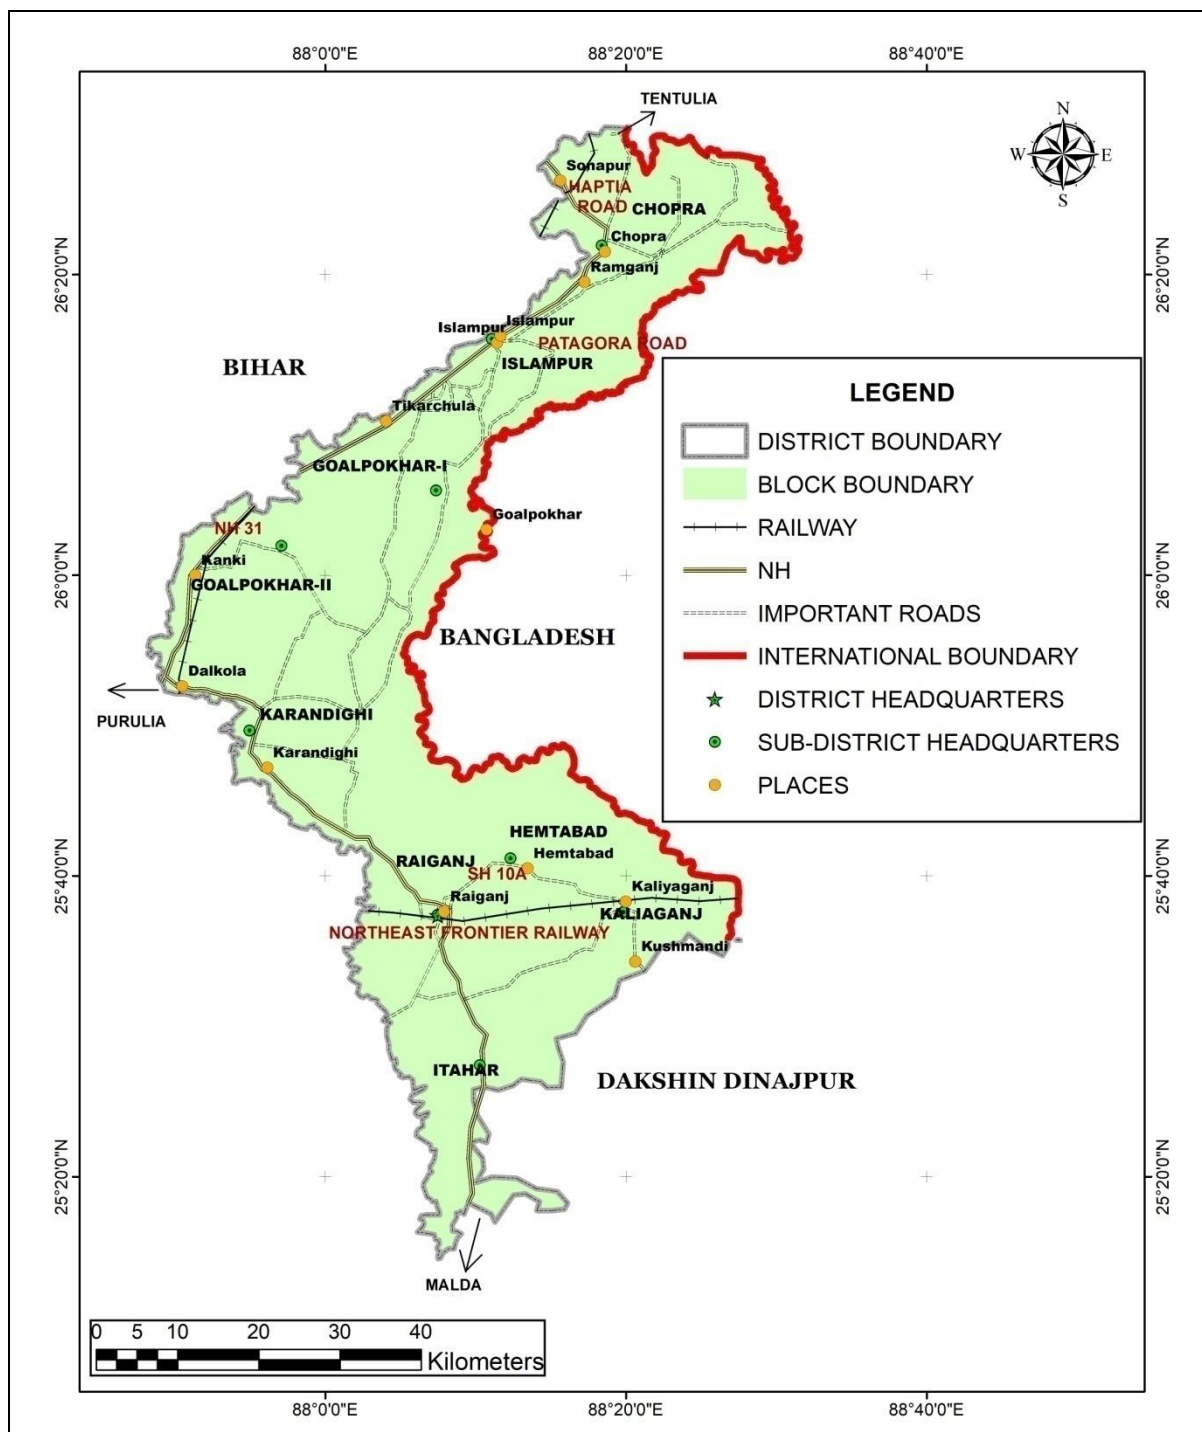 88°0'0"E
88°20'0"E
88°40'0"E
TENTULIA
N
W
E
S
Sonapur
HAPTIA
ROAD
CHOPRA
Chopra
Ramganj
26°20'0"N
26°20'0"N
Islampur
Islampur
PATAGORA ROAD
ISLAMPUR
BIHAR
Tikarchula
GOALPOKHAR-I
NH 31
Goalpokhar
Kanki
GOALPOKHAR-II
26°0'0"N
26°0'0"N
BANGLADESH
Dalkola
PURULIA
KARANDIGHI
Karandighi
LEGEND
DISTRICT BOUNDARY
BLOCK BOUNDARY
RAILWAY
NH
IMPORTANT ROADS
INTERNATIONAL BOUNDARY
DISTRICT HEADQUARTERS
SUB-DISTRICT HEADQUARTERS
PLACES
HEMTABAD
Hemtabad
RAIGANJ
SH 10A
25°40'0"N
25°40'0"N
Raiganj
Kaliyaganj
KALIAGANJ
NORTHEAST FRONTIER RAILWAY
Kushmandi
ITAHAR
DAKSHIN DINAJPUR
25°20'0"N
25°20'0"N
MALDA
0 5 10 20 30 40
Kilometers
88°0'0"E
88°20'0"E
88°40'0"E